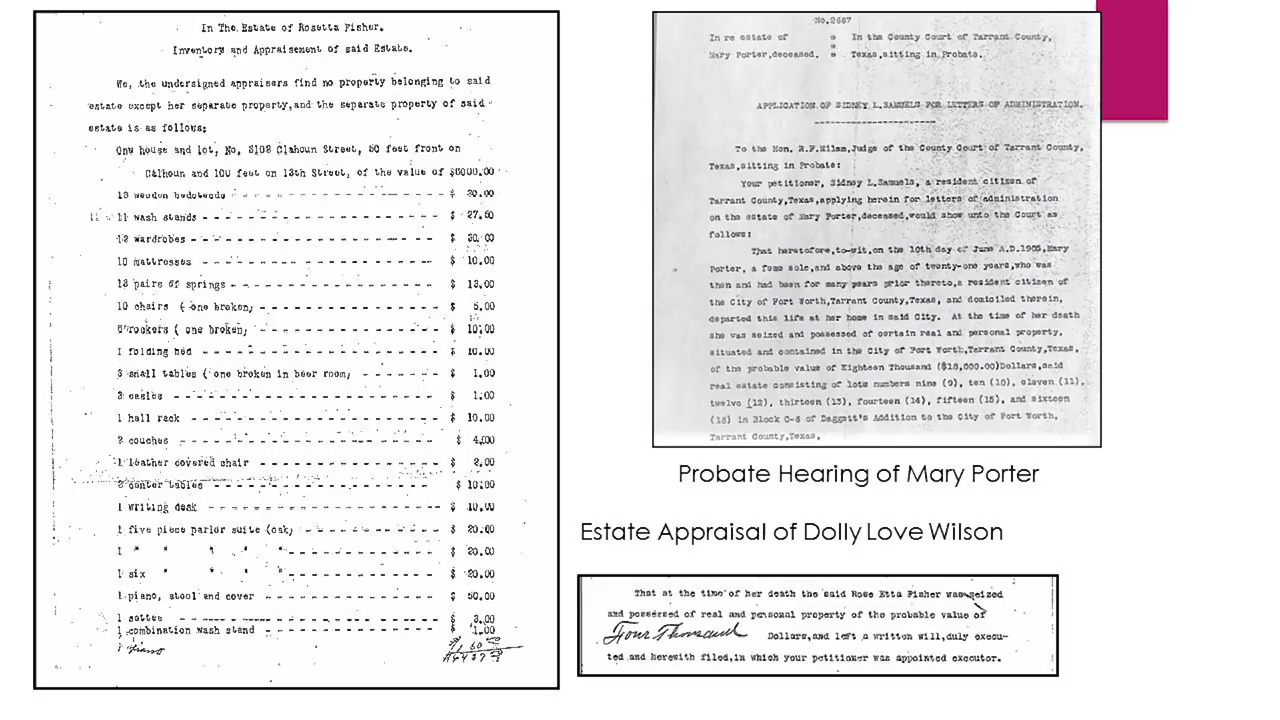 In The Estate of Rosetta Fisher.
Inventory and Appraisement of said Estate.
We, the undersigned appraisers find no property belonging to said
estate except her separate property,and the separate property of said
estate is as follows:
One house and lot, No, 2102 Clahoun Street, 50 feet front on
Calhoun and 100 feet on 13th Street, of the value of
13 wooden bedsteads $ 30.00
11 wash stands $ 27.50
12 wardrobes $ 30.00
10 mattresses $ 10.00
13 pairs of springs $ 13.00
10 chairs ( one broken, $ 5.00
rockers ( one broken, $ 10.00
1 folding bed $ 10.00
3 small tables ( one broken in beer room, $ 1.00
easles $ 1.00
1 hall rack $ 10.00
2 couches $ 4.00
1 leather covered chair $ 2.00
center tables $ 10.00
1 writing desk $ 10.00
1 five piece parlor suite (oak, $ 20.00
1 " " " " $ 20.00
1 six " " " " $ 20.00
1 piano, stool and cover $ 50.00
1 settee $ 3.00
1 combination wash stand $ 1.00
No.2687
In re estate of In the County Court of Tarrant County,
Mary Porter,deceased. Texas,sitting in Probate.
APPLICATION OF SIDNEY L.SAMUELS FOR LETTERS OF ADMINISTRATION.
To the Hon. R.F.Milam,Judge of the County Court of Tarrant County,
Texas,sitting in Probate:
Your petitioner, Sidney L.Samuels, a resident citizen of
Tarrant County,Texas,applying herein for letters of administration
on the estate of Mary Porter,deceased,would show unto the Court as
follows:
That heretofore,to-wit,on the 10th day of June A.D.1905,Mary
Porter, a feme sole,and above the age of twenty-one years,who was
then and had been for many years prior thereto,a resident citizen of
the City of Fort Worth,Tarrant County,Texas, and domiciled therein,
departed this life at her home in said City. At the time of her death
she was seized and possessed of certain real and personal property,
situated and contained in the City of Fort Worth,Tarrant County,Texas,
of the probable value of Eighteen Thousand ($18,000.00)Dollars,said
real estate consisting of lots numbers nine (9), ten (10), eleven (11),
twelve (12), thirteen (13), fourteen (14), fifteen (15), and sixteen
(16) in Block C-6 of Daggett's Addition to the City of Fort Worth,
Tarrant County,Texas,
Probate Hearing of Mary Porter
Estate Appraisal of Dolly Love Wilson
That at the time of her death the said Rose Etta Fisher was seized
and possessed of real and personal property of the probable value of
Four Thousand Dollars,and left a written will,duly execu-
ted and herewith filed,in which your petitioner was appointed executor.